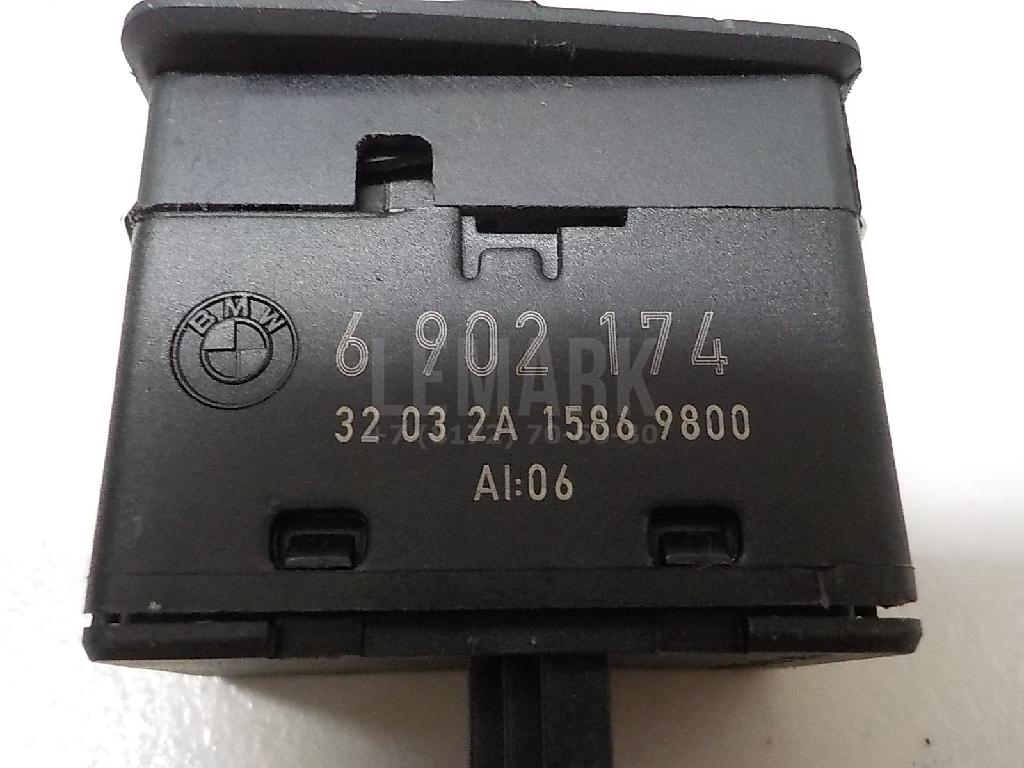 BMW
6 902 174
LEMARK
32 03 2A 1586 9800
AI:06